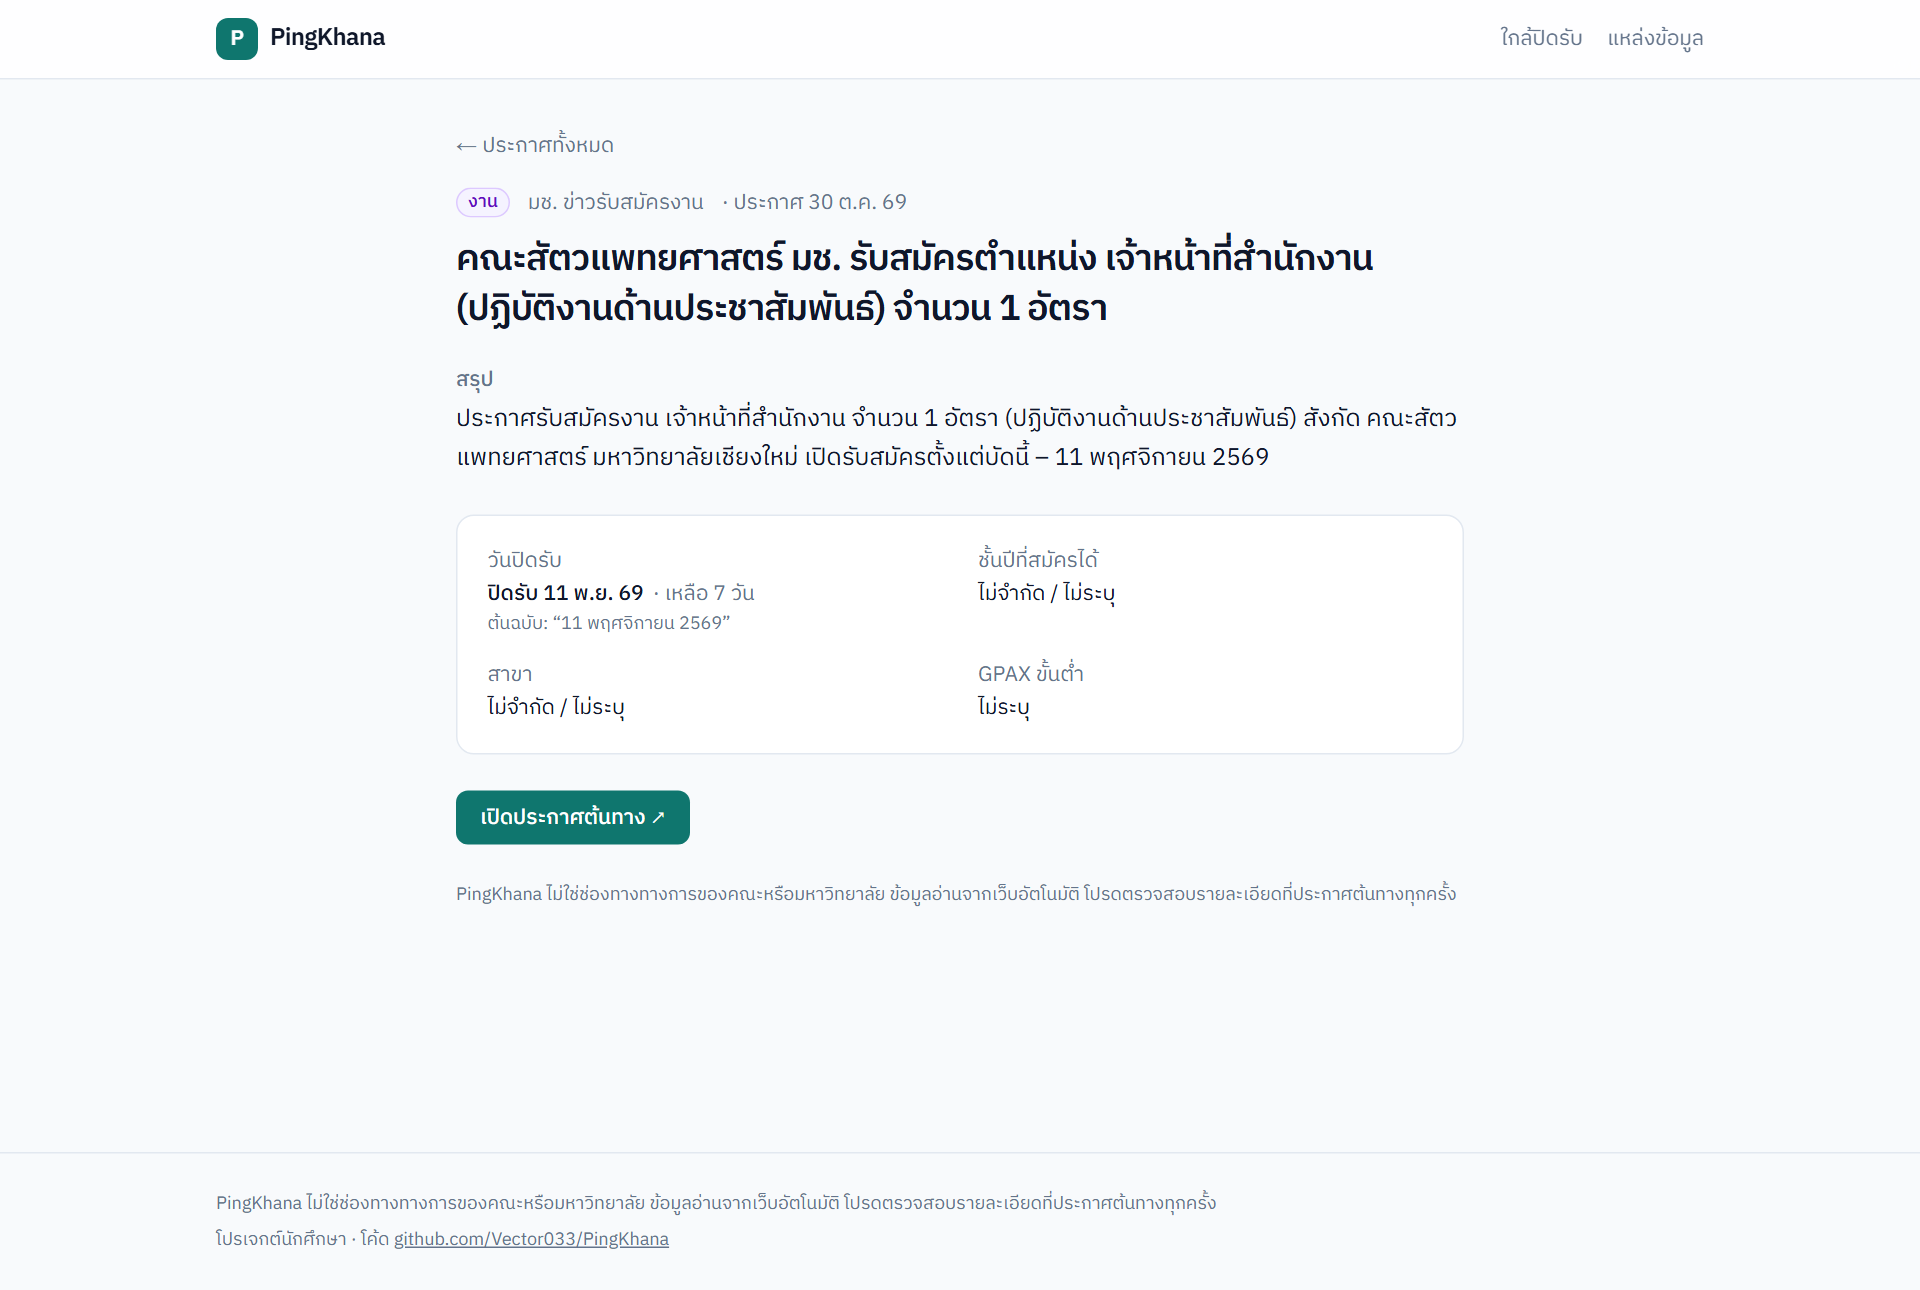 P PingKhana
ใกล้ปิดรับ แหล่งข้อมูล
← ประกาศทั้งหมด
งาน มช. ข่าวรับสมัครงาน · ประกาศ 30 ต.ค. 69
คณะสัตวแพทยศาสตร์ มช. รับสมัครตำแหน่ง เจ้าหน้าที่สำนักงาน
(ปฏิบัติงานด้านประชาสัมพันธ์) จำนวน 1 อัตรา
สรุป
ประกาศรับสมัครงาน เจ้าหน้าที่สำนักงาน จำนวน 1 อัตรา (ปฏิบัติงานด้านประชาสัมพันธ์) สังกัด คณะสัตว
แพทยศาสตร์ มหาวิทยาลัยเชียงใหม่ เปิดรับสมัครตั้งแต่บัดนี้ – 11 พฤศจิกายน 2569
วันปิดรับ
ปิดรับ 11 พ.ย. 69 · เหลือ 7 วัน
ต้นฉบับ: “11 พฤศจิกายน 2569”
ชั้นปีที่สมัครได้
ไม่จำกัด / ไม่ระบุ
สาขา
ไม่จำกัด / ไม่ระบุ
GPAX ขั้นต่ำ
ไม่ระบุ
เปิดประกาศต้นทาง ↗
PingKhana ไม่ใช่ช่องทางทางการของคณะหรือมหาวิทยาลัย ข้อมูลอ่านจากเว็บอัตโนมัติ โปรดตรวจสอบรายละเอียดที่ประกาศต้นทางทุกครั้ง
PingKhana ไม่ใช่ช่องทางทางการของคณะหรือมหาวิทยาลัย ข้อมูลอ่านจากเว็บอัตโนมัติ โปรดตรวจสอบรายละเอียดที่ประกาศต้นทางทุกครั้ง
โปรเจกต์นักศึกษา · โค้ด github.com/Vector033/PingKhana